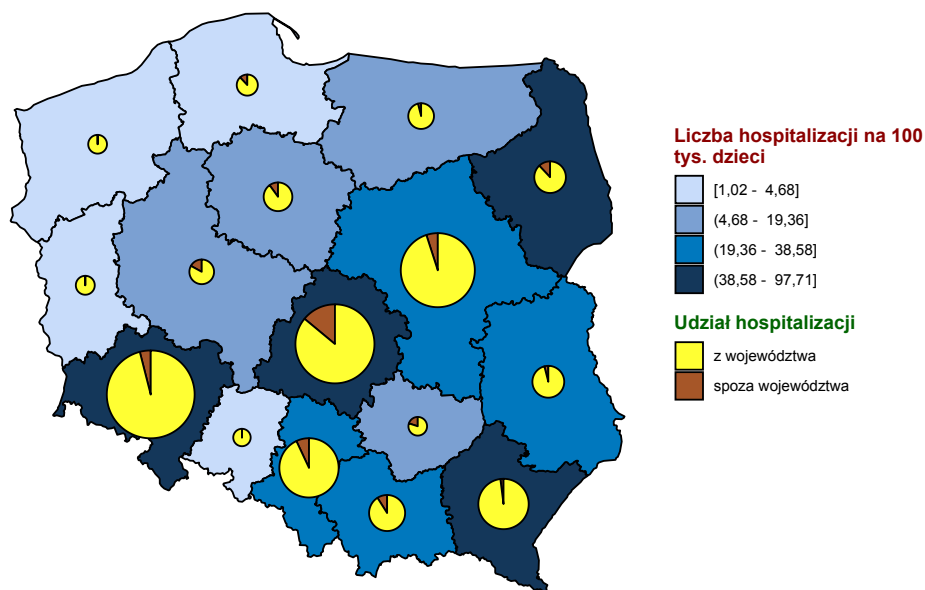 Liczba hospitalizacji na 100
tys. dzieci
[1,02 - 4,68]
(4,68 - 19,36]
(19,36 - 38,58]
(38,58 - 97,71]
Udział hospitalizacji
z województwa
spoza województwa